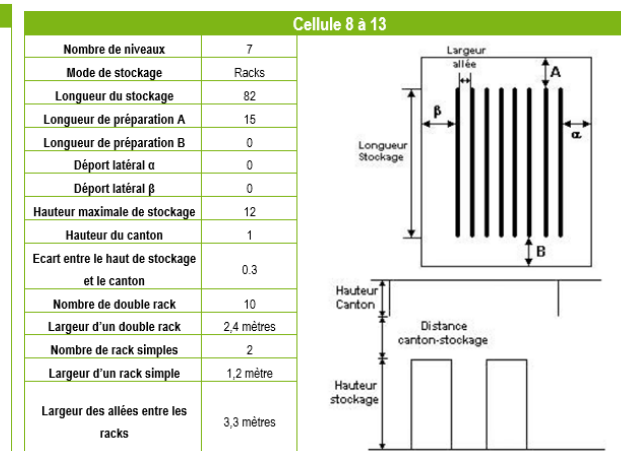 Cellule 8 à 13
Nombre de niveaux 7
Mode de stockage Racks
Longueur du stockage 82
Longueur de préparation A 15
Longueur de préparation B 0
Déport latéral α 0
Déport latéral β 0
Hauteur maximale de stockage 12
Hauteur du canton 1
Ecart entre le haut de stockage
et le canton 0.3
Nombre de double rack 10
Largeur d'un double rack 2,4 mètres
Nombre de rack simples 2
Largeur d'un rack simple 1,2 mètre
Largeur des allées entre les
racks 3,3 mètres
Largeur
allée
A
β
α
Longueur
Stockage
B
Hauteur
Canton
Distance
canton-stockage
Hauteur
stockage